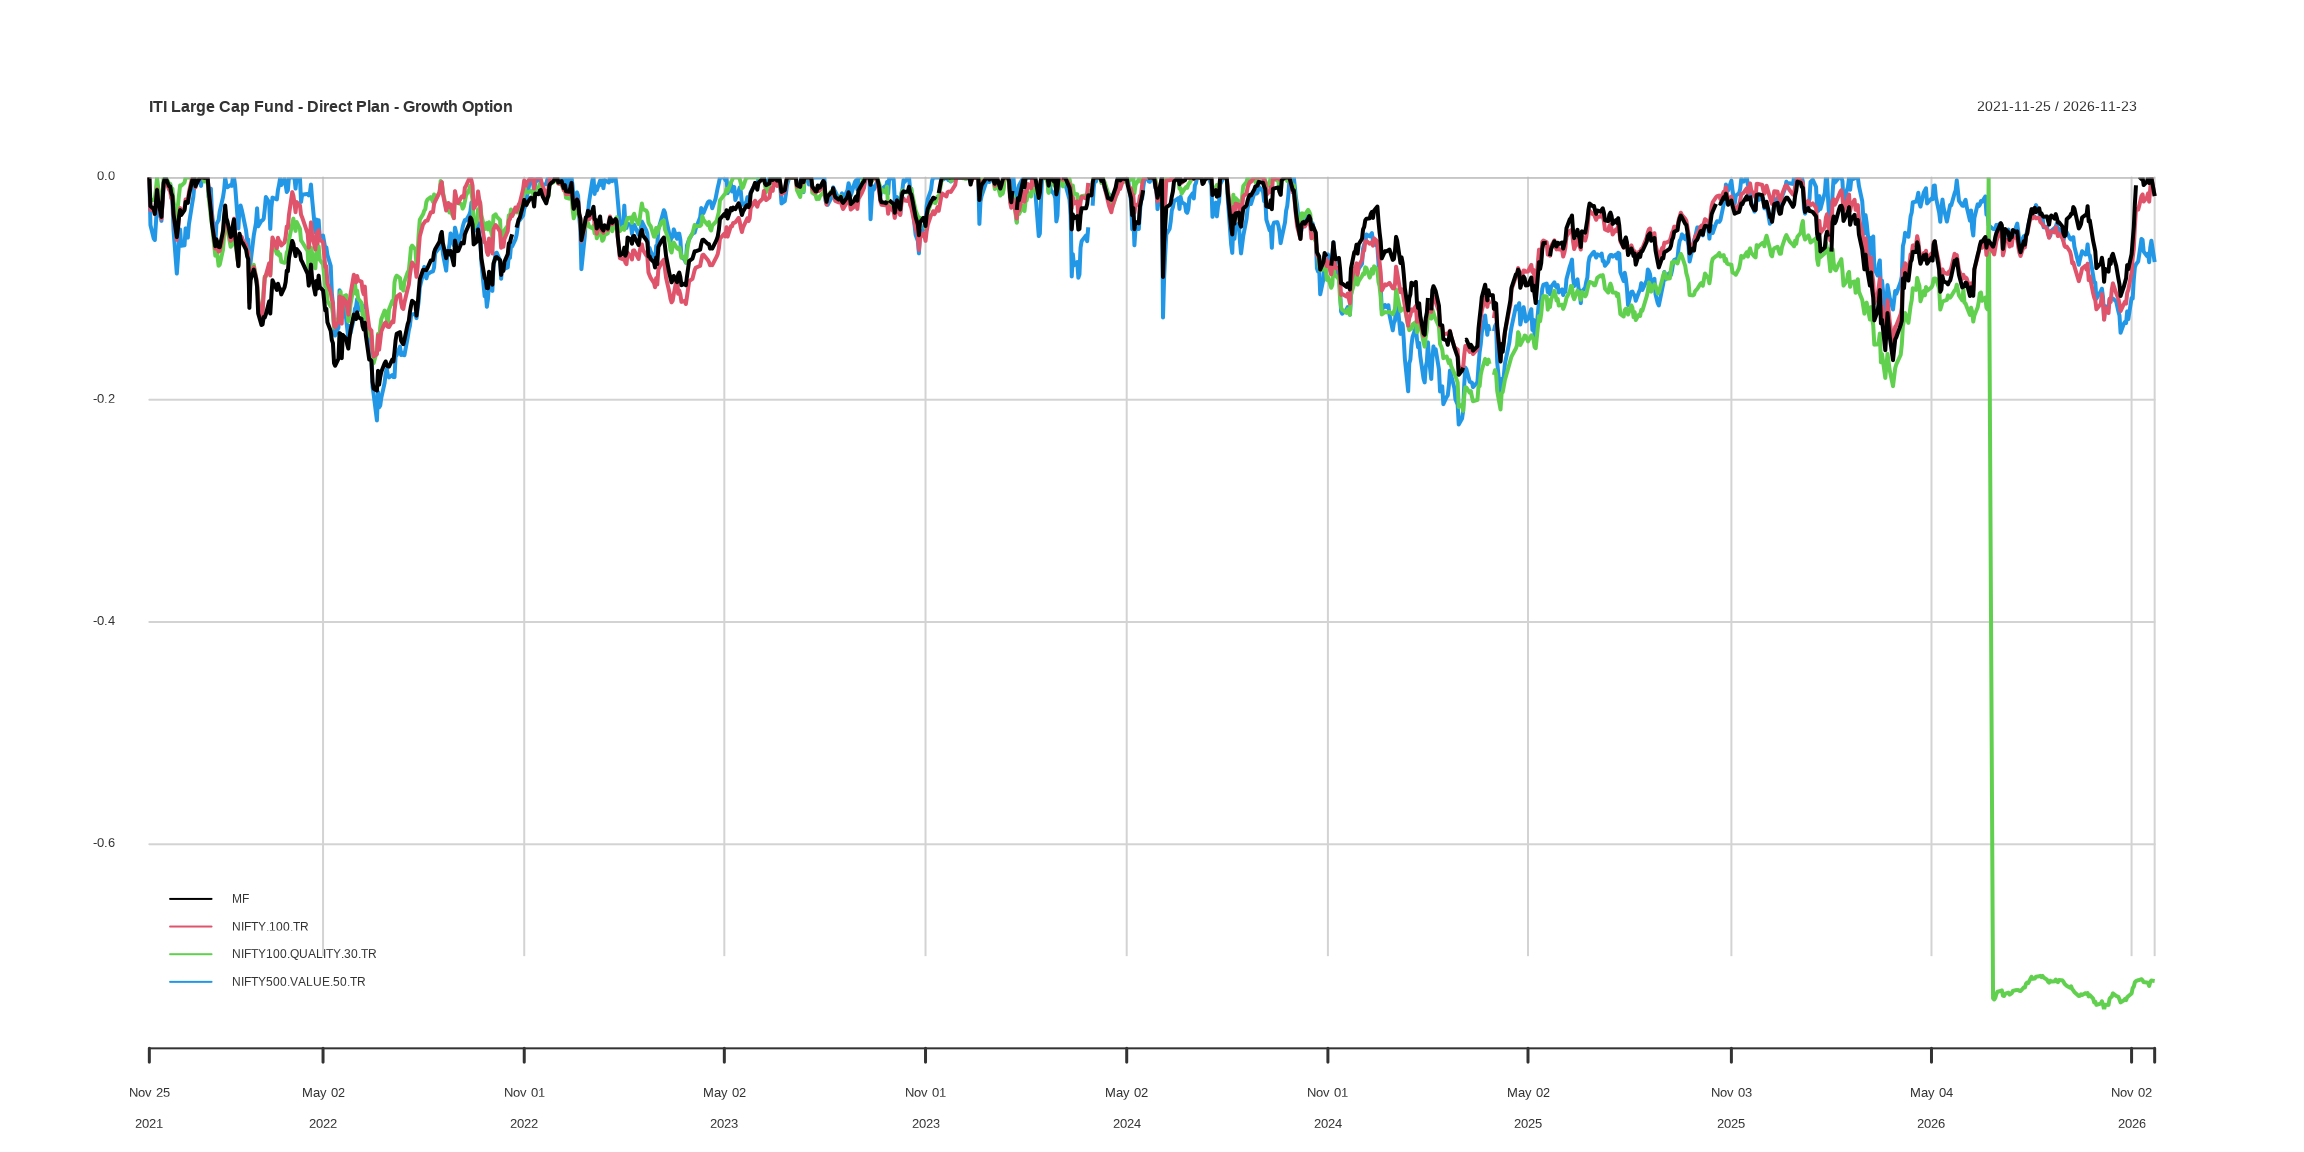 ITI Large Cap Fund - Direct Plan - Growth Option
2021-11-25 / 2026-11-23
0.0
-0.2
-0.4
-0.6
MF
NIFTY.100.TR
NIFTY100.QUALITY.30.TR
NIFTY500.VALUE.50.TR
Nov 25 May 02 Nov 01 May 02 Nov 01 May 02 Nov 01 May 02 Nov 03 May 04 Nov 02
2021 2022 2022 2023 2023 2024 2024 2025 2025 2026 2026